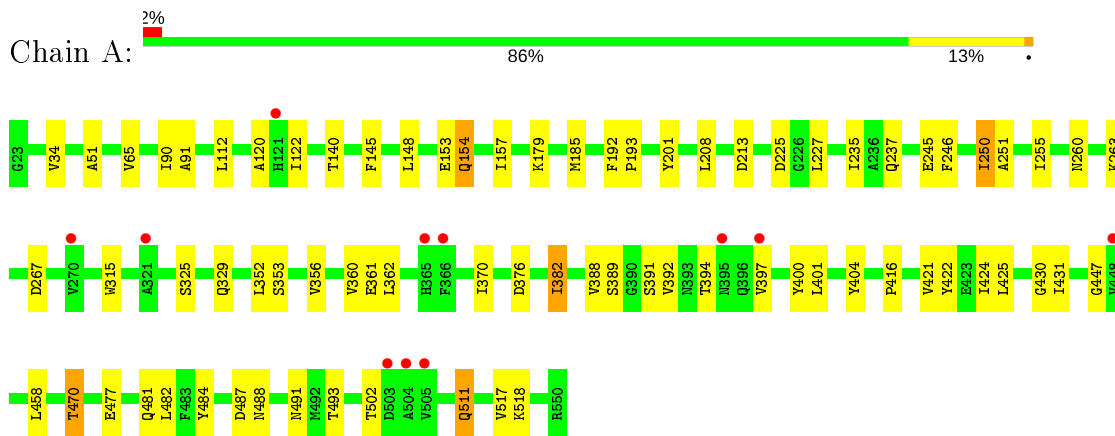 2%
Chain A:
86% 13% •
G23 V34 A51 V65 I90 A91 L112 A120 H121 I122 T140 F145 L148 E153 Q154 I157 K179 M185 F192 P193 Y201 L208 D213 D225 G226 L227 I235 A236 Q237 E245 F246 I250 A251 I255 N260 K263
D267 V270 W315 A321 S325 Q329 L352 S353 V356 V360 E361 L362 H365 F366 I370 D376 I382 V388 S389 G390 S391 V392 N393 T394 N395 Q396 V397 Y400 L401 Y404 P416 V421 Y422 E423 I424 L425 G430 I431 G447 V448
L458 T470 E477 Q481 L482 F483 Y484 D487 N488 N491 M492 T493 T502 D503 A504 V505 Q511 V517 K518 R550